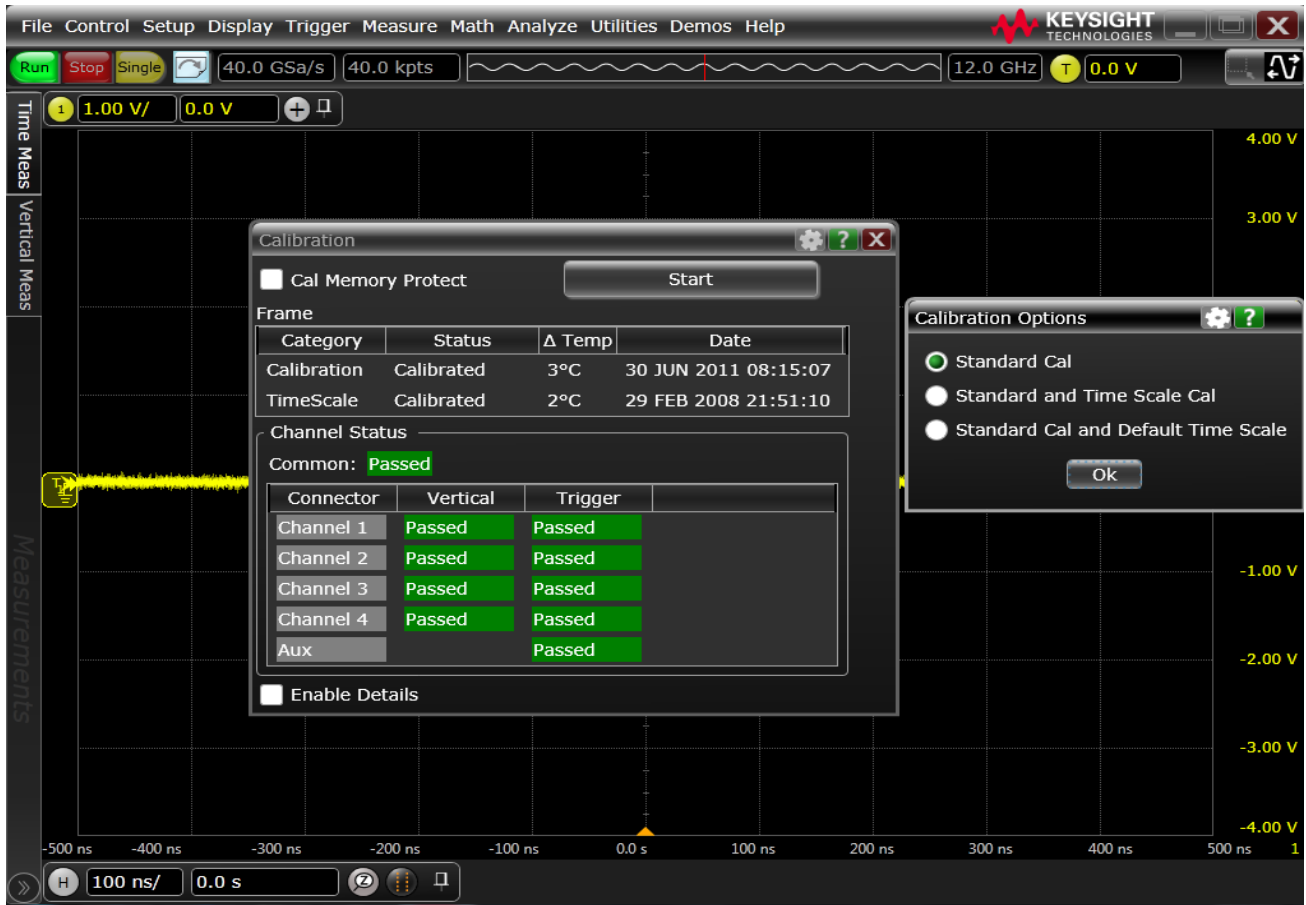 File Control Setup Display Trigger Measure Math Analyze Utilities Demos Help
KEYSIGHT
TECHNOLOGIES
Run Stop Single 40.0 GSa/s 40.0 kpts 12.0 GHz T 0.0 V
1 1.00 V/ 0.0 V
Time Meas
Vertical Meas
Measurements
4.00 V
3.00 V
Calibration ?
Cal Memory Protect Start
Frame
Category Status Δ Temp Date
Calibration Calibrated 3°C 30 JUN 2011 08:15:07
TimeScale Calibrated 2°C 29 FEB 2008 21:51:10
Channel Status
Common: Passed
Connector Vertical Trigger
Channel 1 Passed Passed
Channel 2 Passed Passed
Channel 3 Passed Passed
Channel 4 Passed Passed
Aux Passed
Enable Details
Calibration Options ?
Standard Cal
Standard and Time Scale Cal
Standard Cal and Default Time Scale
Ok
T
-1.00 V
-2.00 V
-3.00 V
-4.00 V
-500 ns -400 ns -300 ns -200 ns -100 ns 0.0 s 100 ns 200 ns 300 ns 400 ns 500 ns 1
H 100 ns/ 0.0 s Z